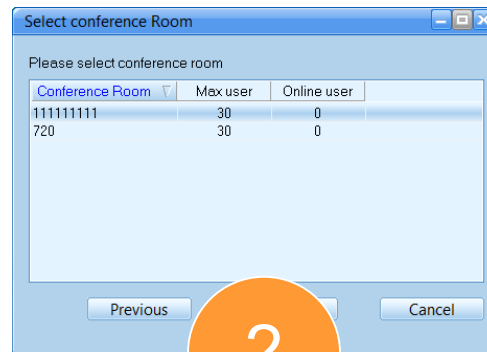 Select conference Room
Please select conference room
Conference Room Max user Online user
111111111 30 0
720 30 0
Previous Cancel
2